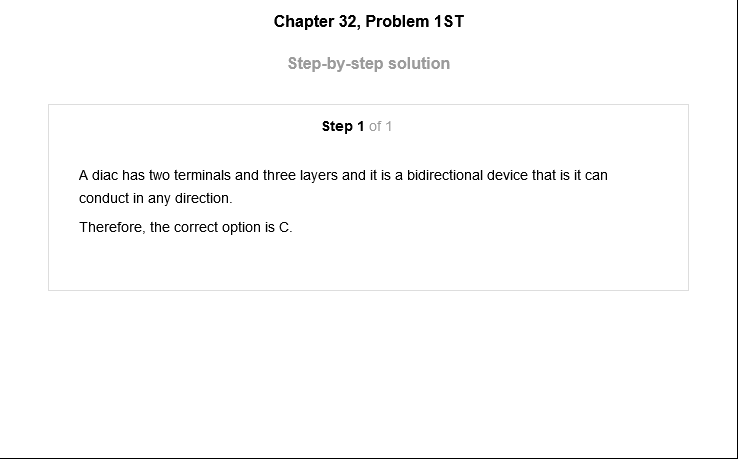 Chapter 32, Problem 1ST
Step-by-step solution
Step 1 of 1
A diac has two terminals and three layers and it is a bidirectional device that is it can
conduct in any direction.
Therefore, the correct option is C.